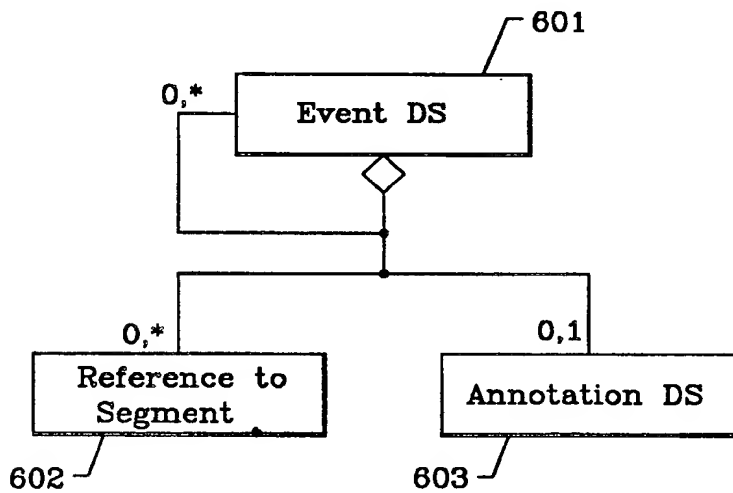 601
0,*
Event DS
0,*
0,1
Reference to
Segment
Annotation DS
602
603